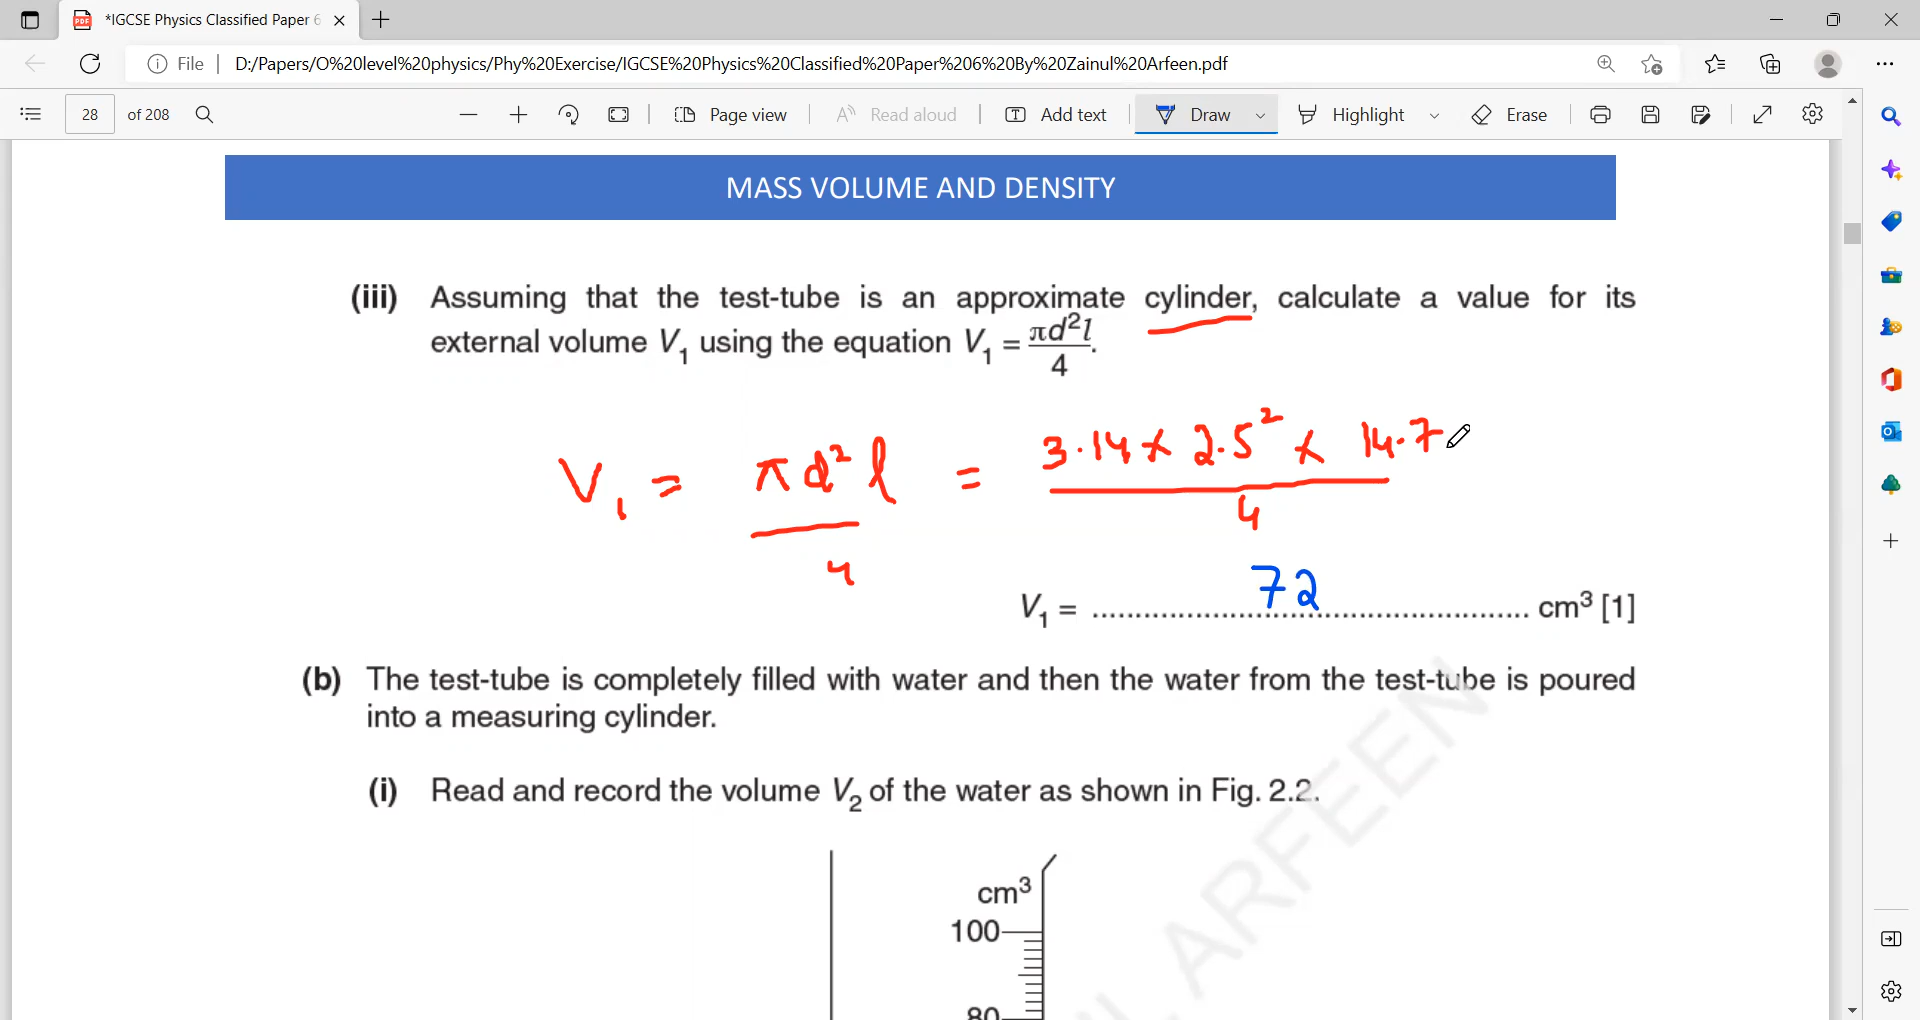 *IGCSE Physics Classified Paper 6
File
D:/Papers/O%20level%20physics/Phy%20Exercise/IGCSE%20Physics%20Classified%20Paper%206%20By%20Zainul%20Arfeen.pdf
28 of 208 Page view Read aloud Add text Draw Highlight Erase
MASS VOLUME AND DENSITY
(iii) Assuming that the test-tube is an approximate cylinder, calculate a value for its
external volume V₁ using the equation V₁ = πd²l/4.
V₁ = πd²l/4 = 3.14 × 2.5² × 14.7/4
72
V₁ = ........................................................ cm³ [1]
(b) The test-tube is completely filled with water and then the water from the test-tube is poured
into a measuring cylinder.
(i) Read and record the volume V₂ of the water as shown in Fig. 2.2.
cm³
100
80
ARFEEN